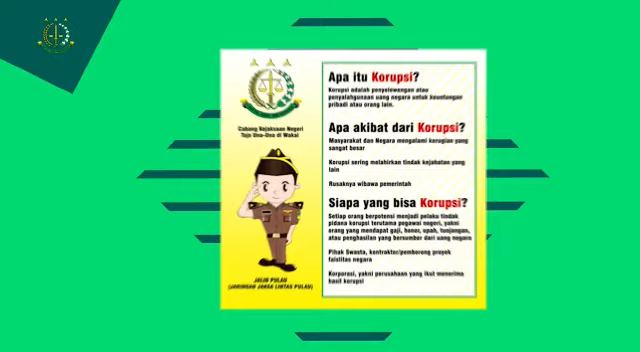 Cabang Kejaksaan Negeri
Tojo Una-Una di Wakai
JALIB PULAU
(JARINGAN JAKSA LINTAS PULAU)
Apa itu Korupsi?
Korupsi adalah penyelewengan atau
penyalahgunaan uang negara untuk keuntungan
pribadi atau orang lain.
Apa akibat dari Korupsi?
Masyarakat dan Negara mengalami kerugian yang
sangat besar
Korupsi sering melahirkan tindak kejahatan yang
lain
Rusaknya wibawa pemerintah
Siapa yang bisa Korupsi?
Setiap orang berpotensi menjadi pelaku tindak
pidana korupsi terutama pegawai negeri, yakni
orang yang mendapat gaji, honor, upah, tunjangan,
atau penghasilan yang bersumber dari uang negara
Pihak Swasta, kontraktor/pemborong proyek
fasilitas negara
Korporasi, yakni perusahaan yang ikut menerima
hasil korupsi